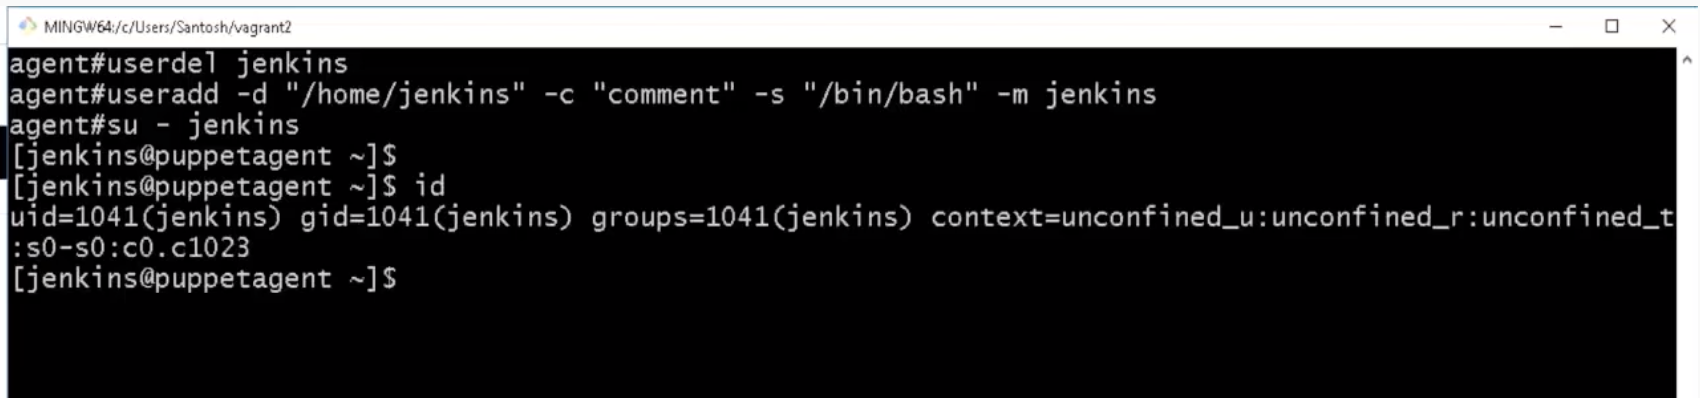 MINGW64:/c/Users/Santosh/vagrant2
agent#userdel jenkins
agent#useradd -d "/home/jenkins" -c "comment" -s "/bin/bash" -m jenkins
agent#su - jenkins
[jenkins@puppetagent ~]$
[jenkins@puppetagent ~]$ id
uid=1041(jenkins) gid=1041(jenkins) groups=1041(jenkins) context=unconfined_u:unconfined_r:unconfined_t
:s0-s0:c0.c1023
[jenkins@puppetagent ~]$